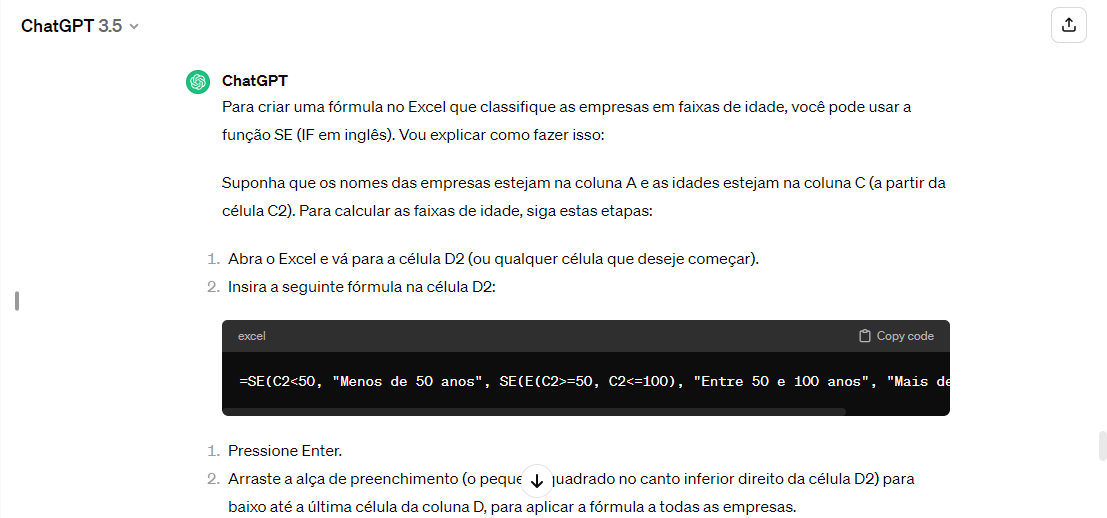 ChatGPT 3.5
ChatGPT
Para criar uma fórmula no Excel que classifique as empresas em faixas de idade, você pode usar a
função SE (IF em inglês). Vou explicar como fazer isso:
Suponha que os nomes das empresas estejam na coluna A e as idades estejam na coluna C (a partir da
célula C2). Para calcular as faixas de idade, siga estas etapas:
1. Abra o Excel e vá para a célula D2 (ou qualquer célula que deseje começar).
2. Insira a seguinte fórmula na célula D2:
excel
Copy code
=SE(C2<50, "Menos de 50 anos", SE(E(C2>=50, C2<=100), "Entre 50 e 100 anos", "Mais de
1. Pressione Enter.
2. Arraste a alça de preenchimento (o peque uadrado no canto inferior direito da célula D2) para
baixo até a última célula da coluna D, para aplicar a fórmula a todas as empresas.